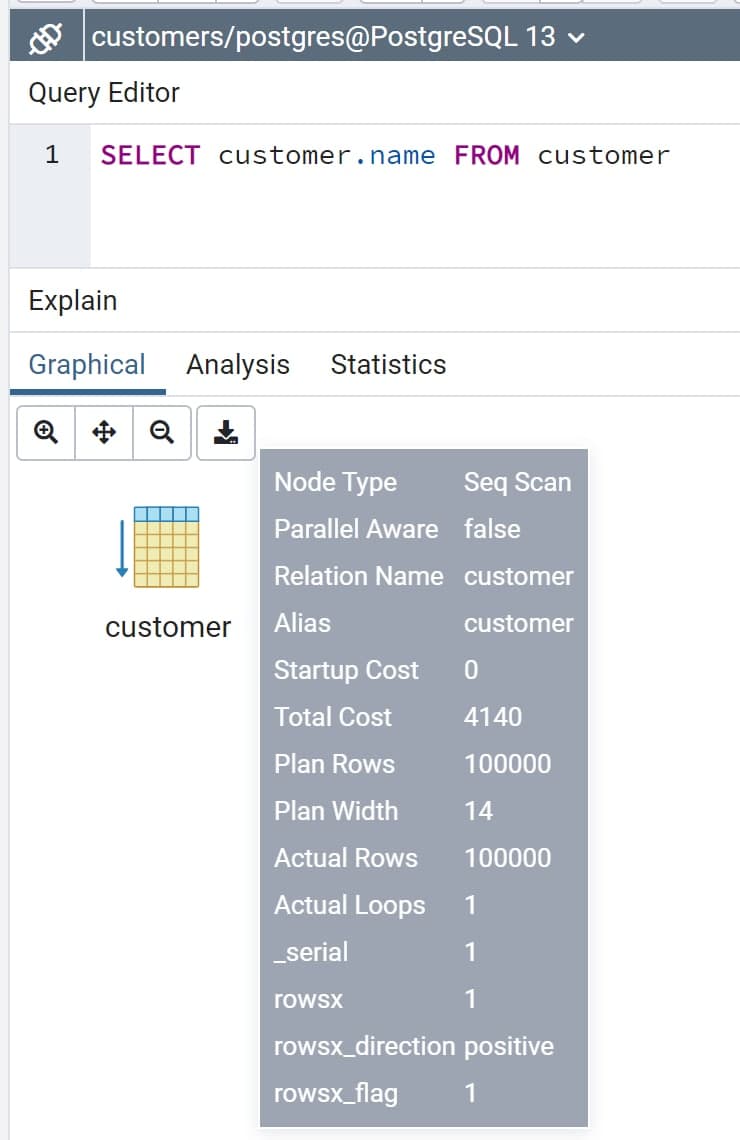 customers/postgres@PostgreSQL 13
Query Editor
1 SELECT customer.name FROM customer
Explain
Graphical Analysis Statistics
customer
Node Type Seq Scan
Parallel Aware false
Relation Name customer
Alias customer
Startup Cost 0
Total Cost 4140
Plan Rows 100000
Plan Width 14
Actual Rows 100000
Actual Loops 1
_serial 1
rowsx 1
rowsx_direction positive
rowsx_flag 1